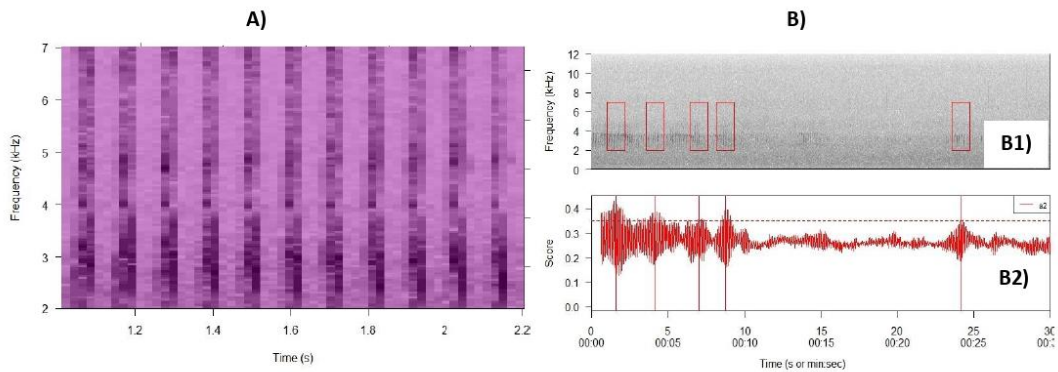 A)
B)
7
6
5
4
3
2
Frequency (kHz)
1.2 1.4 1.6 1.8 2 2.2
Time (s)
12
10
8
6
4
2
0
Frequency (kHz)
B1)
0.4
0.3
0.2
0.1
0.0
Score
B2)
0 5 10 15 20 25 30
00:00 00:05 00:10 00:15 00:20 00:25
Time (s or min:sec)